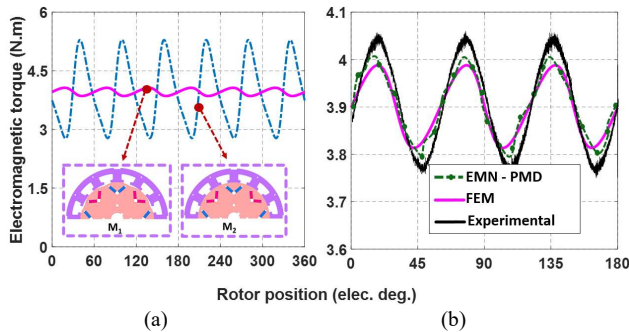 (a)
(b)
Electromagnetic torque (N.m)
6
4.5
3
1.5
0
0 60 120 180 240 300 360
M1
M2
4.1
4
3.9
3.8
3.7
3.6
0 45 90 135 180
EMN - PMD
FEM
Experimental
Rotor position (elec. deg.)
(a)
(b)